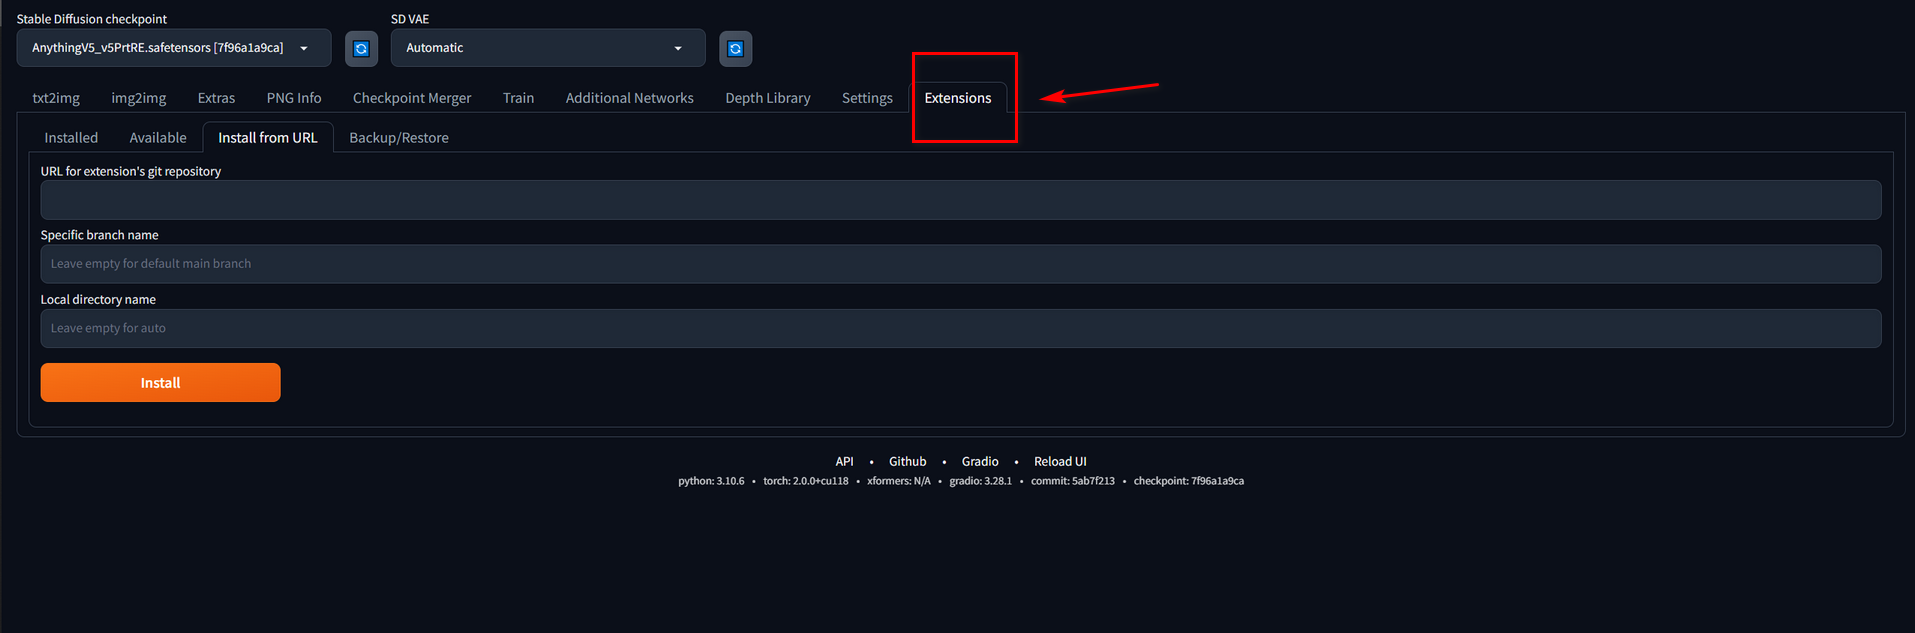 Stable Diffusion checkpoint SD VAE
AnythingV5_v5PrtRE.safetensors [7f96a1a9ca] Automatic
txt2img img2img Extras PNG Info Checkpoint Merger Train Additional Networks Depth Library Settings Extensions
Installed Available Install from URL Backup/Restore
URL for extension's git repository
Specific branch name
Leave empty for default main branch
Local directory name
Leave empty for auto
Install
API • Github • Gradio • Reload UI
python: 3.10.6 • torch: 2.0.0+cu118 • xformers: N/A • gradio: 3.28.1 • commit: 5ab7f213 • checkpoint: 7f96a1a9ca